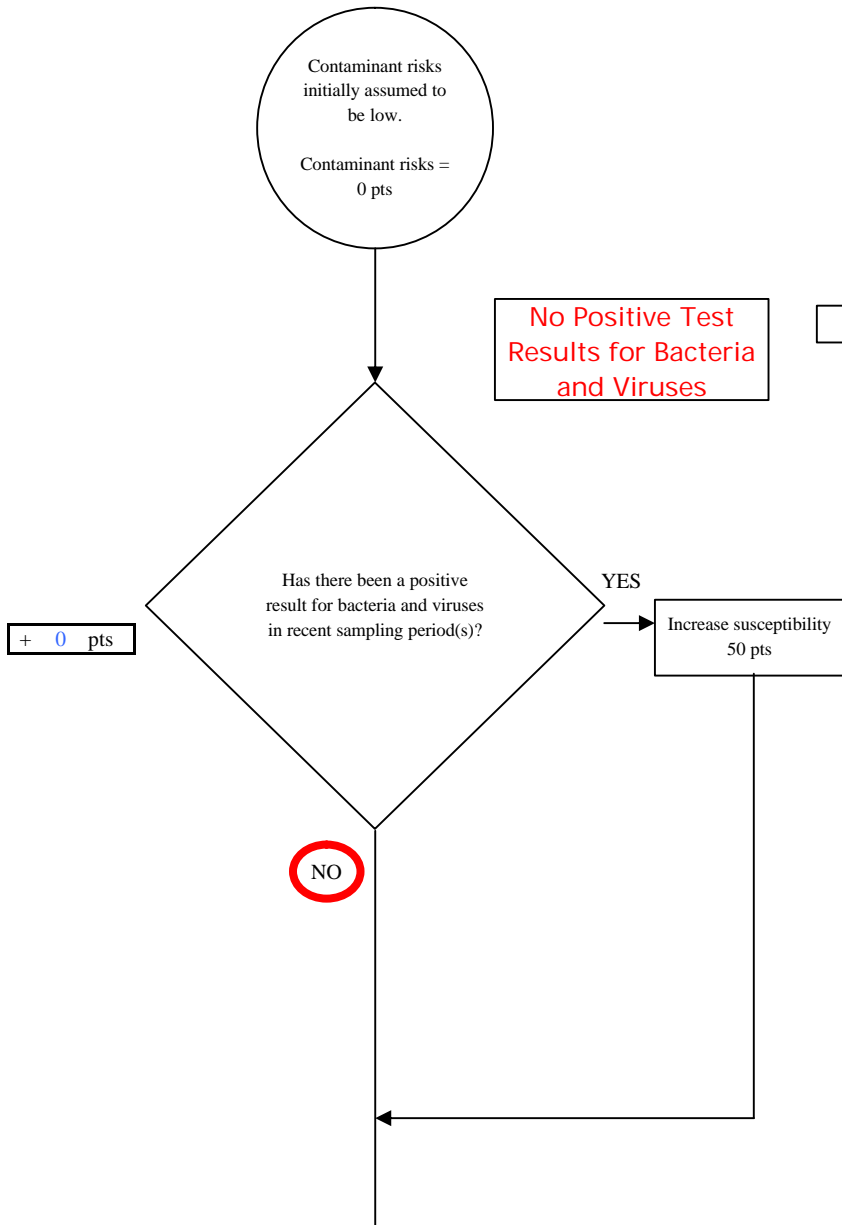 Contaminant risks
initially assumed to
be low.
Contaminant risks =
0 pts
No Positive Test
Results for Bacteria
and Viruses
Has there been a positive
result for bacteria and viruses
in recent sampling period(s)?
YES
Increase susceptibility
50 pts
+ 0 pts
NO